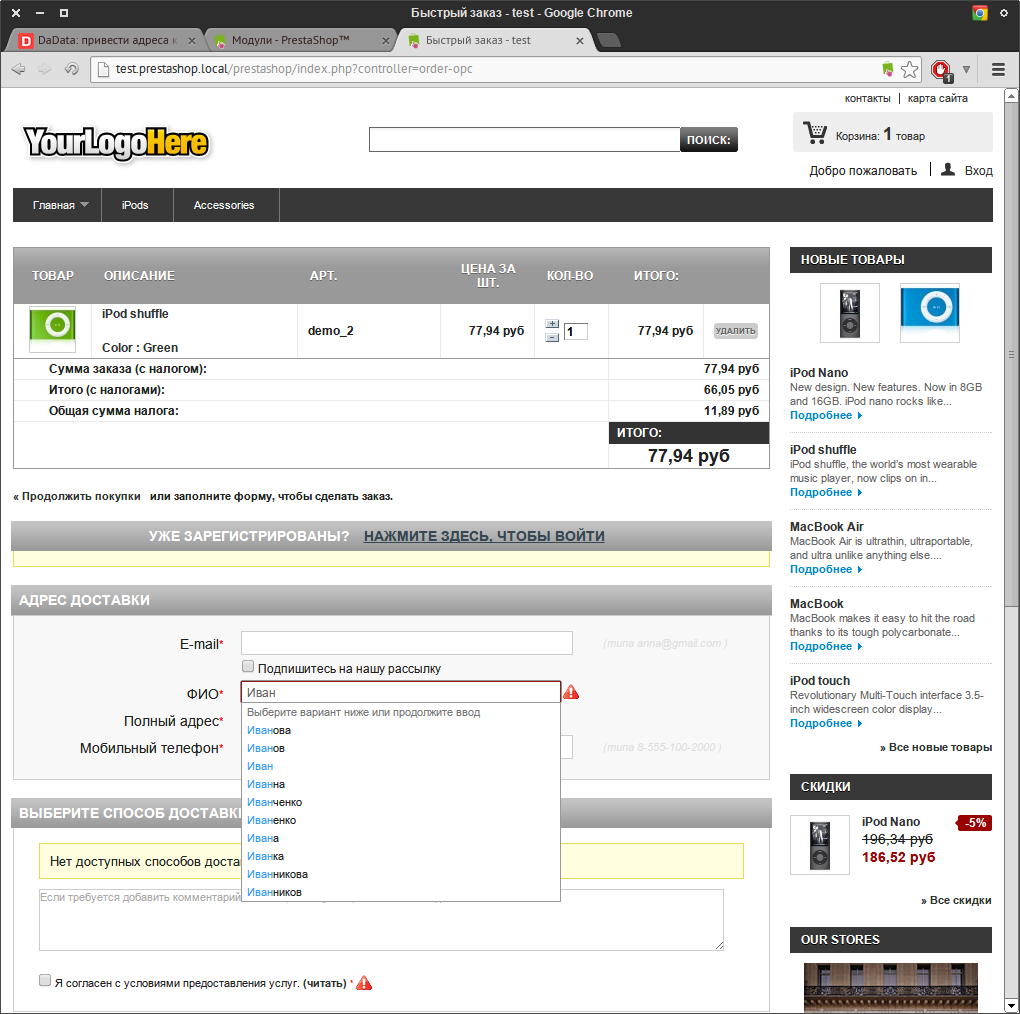 Быстрый заказ - test - Google Chrome
DaData: привести адреса к
Модули - PrestaShop™
Быстрый заказ - test
test.prestashop.local/prestashop/index.php?controller=order-opc
1
контакты | карта сайта
YourLogoHere
ПОИСК:
Корзина: 1 товар
Добро пожаловать | Вход
Главная
iPods
Accessories
ТОВАР ОПИСАНИЕ АРТ. ЦЕНА ЗА ШТ. КОЛ-ВО ИТОГО:
iPod shuffle
Color : Green
demo_2 77,94 руб 1 77,94 руб УДАЛИТЬ
Сумма заказа (с налогом): 77,94 руб
Итого (с налогами): 66,05 руб
Общая сумма налога: 11,89 руб
ИТОГО:
77,94 руб
« Продолжить покупки или заполните форму, чтобы сделать заказ.
УЖЕ ЗАРЕГИСТРИРОВАНЫ? НАЖМИТЕ ЗДЕСЬ, ЧТОБЫ ВОЙТИ
АДРЕС ДОСТАВКИ
E-mail* (типа anna@gmail.com )
Подпишитесь на нашу рассылку
ФИО* Иван
Полный адрес*
Мобильный телефон* (типа 8-555-100-2000 )
Выберите вариант ниже или продолжите ввод
Иванова
Иванов
Иван
Иванна
Иванченко
Иваненко
Ивана
Иванка
Иванникова
Иванников
ВЫБЕРИТЕ СПОСОБ ДОСТАВКИ
Нет доступных способов доста
Если требуется добавить комментарий
Я согласен с условиями предоставления услуг. (читать) *
НОВЫЕ ТОВАРЫ
iPod Nano
New design. New features. Now in 8GB
and 16GB. iPod nano rocks like...
Подробнее
iPod shuffle
iPod shuffle, the world's most wearable
music player, now clips on in...
Подробнее
MacBook Air
MacBook Air is ultrathin, ultraportable,
and ultra unlike anything else....
Подробнее
MacBook
MacBook makes it easy to hit the road
thanks to its tough polycarbonate...
Подробнее
iPod touch
Revolutionary Multi-Touch interface 3.5-
inch widescreen color display...
Подробнее
» Все новые товары
СКИДКИ
iPod Nano -5%
196,34 руб
186,52 руб
» Все скидки
OUR STORES